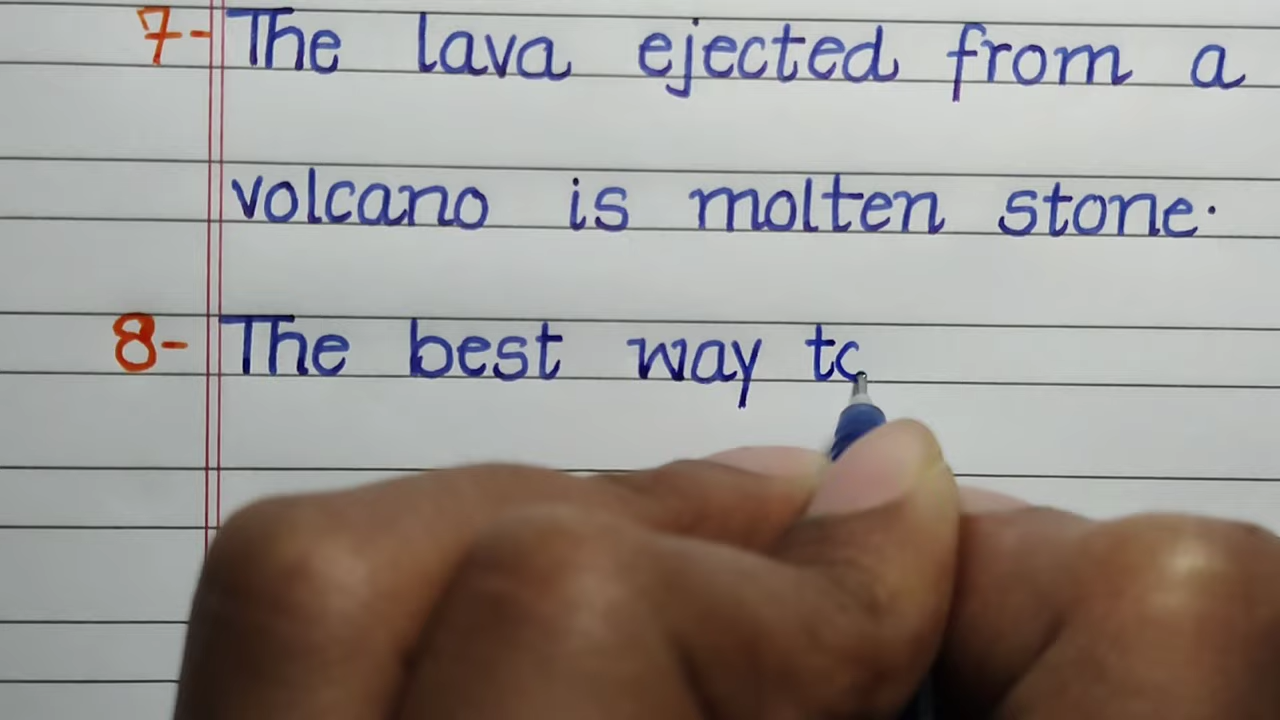 7- The lava ejected from a
volcano is molten stone.
8- The best way